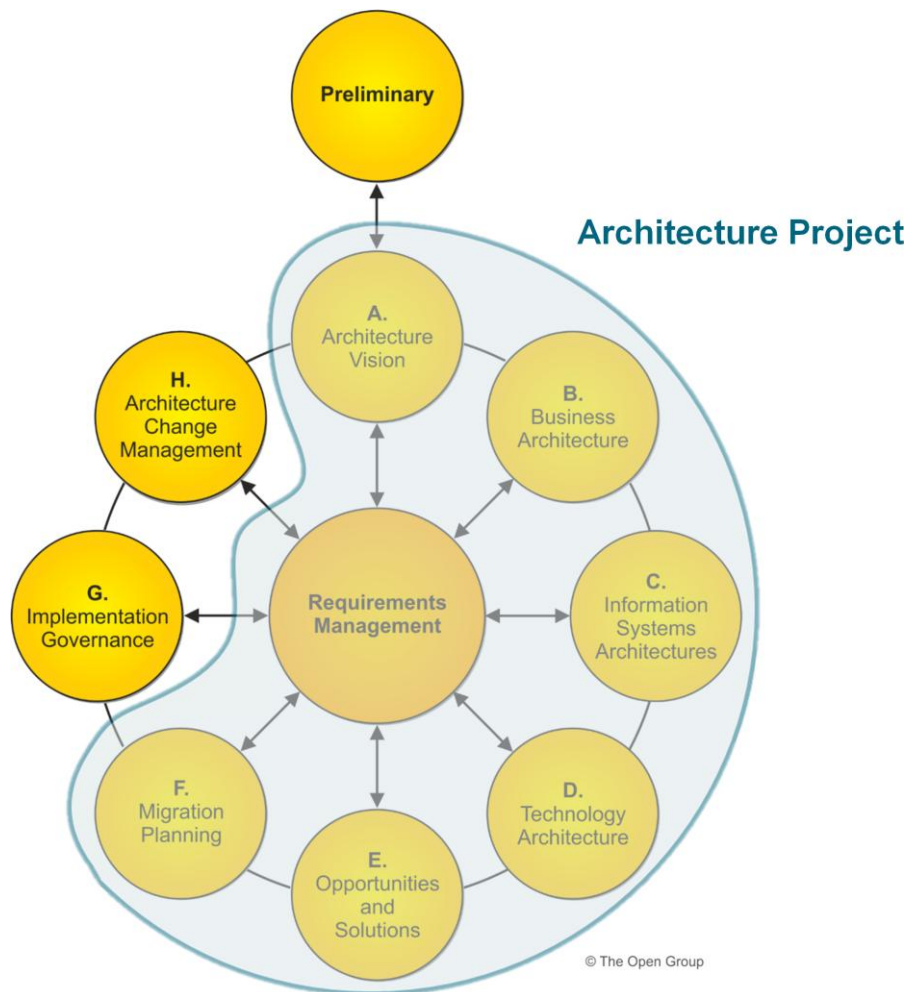 Preliminary
Architecture Project
A.
Architecture
Vision
B.
Business
Architecture
C.
Information
Systems
Architectures
D.
Technology
Architecture
E.
Opportunities
and
Solutions
F.
Migration
Planning
G.
Implementation
Governance
H.
Architecture
Change
Management
Requirements
Management
© The Open Group